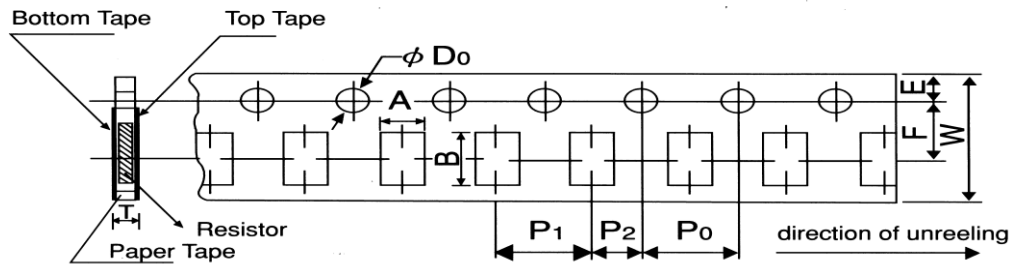 Bottom Tape
Top Tape
ϕ D0
A
E
B
F
W
T
Resistor
Paper Tape
P1
P2
P0
direction of unreeling